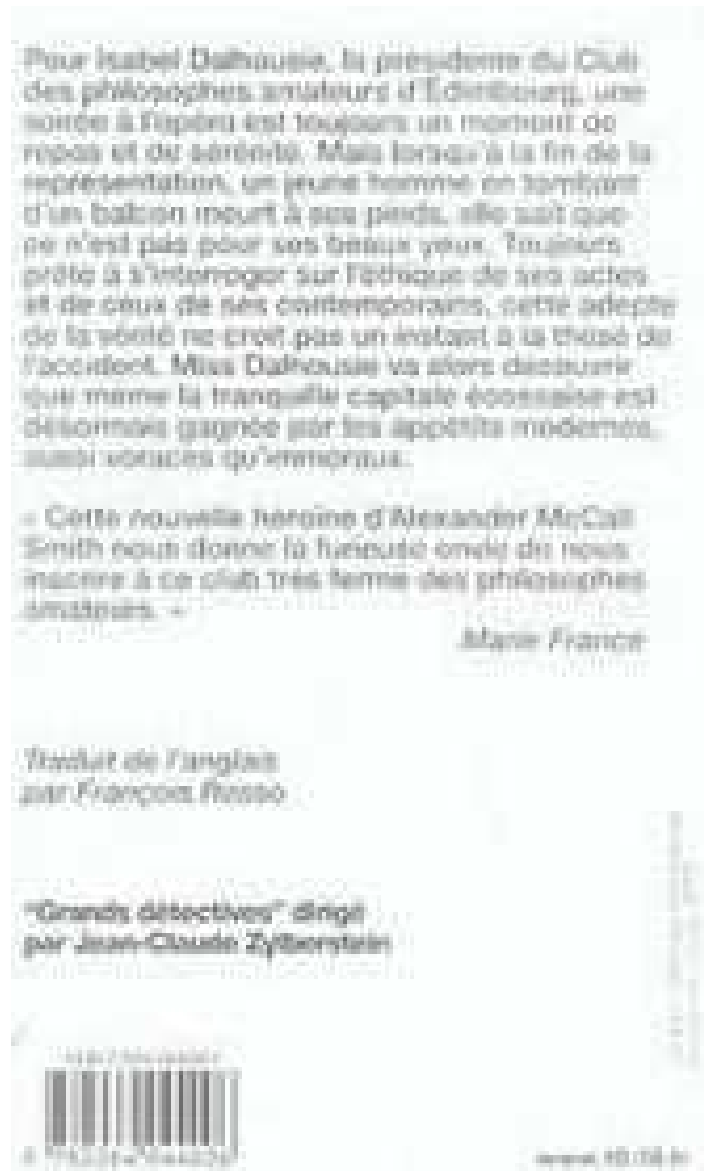 Pour Isabel Dalhousie, la présidente du Club
des philosophes amateurs d'Édimbourg, une
soirée à l'opéra est toujours un moment de
repos et de sérénité. Mais lorsqu'à la fin de la
représentation, un jeune homme en tombant
d'un balcon meurt à ses pieds, elle sait que
ce n'est pas pour ses beaux yeux. Toujours
prête à s'interroger sur l'éthique de ses actes
et de ceux de ses contemporains, cette adepte
de la vérité ne croit pas un instant à la thèse de
l'accident. Miss Dalhousie va alors découvrir
que même la tranquille capitale écossaise est
désormais gagnée par les appétits modernes,
aussi voraces qu'immoraux.
« Cette nouvelle héroïne d'Alexander McCall
Smith nous donne la furieuse envie de nous
inscrire à ce club très fermé des philosophes
amateurs. »
Marie France
Traduit de l'anglais
par François Rosso
"Grands détectives" dirigé
par Jean-Claude Zylberstein
www.10-18.fr